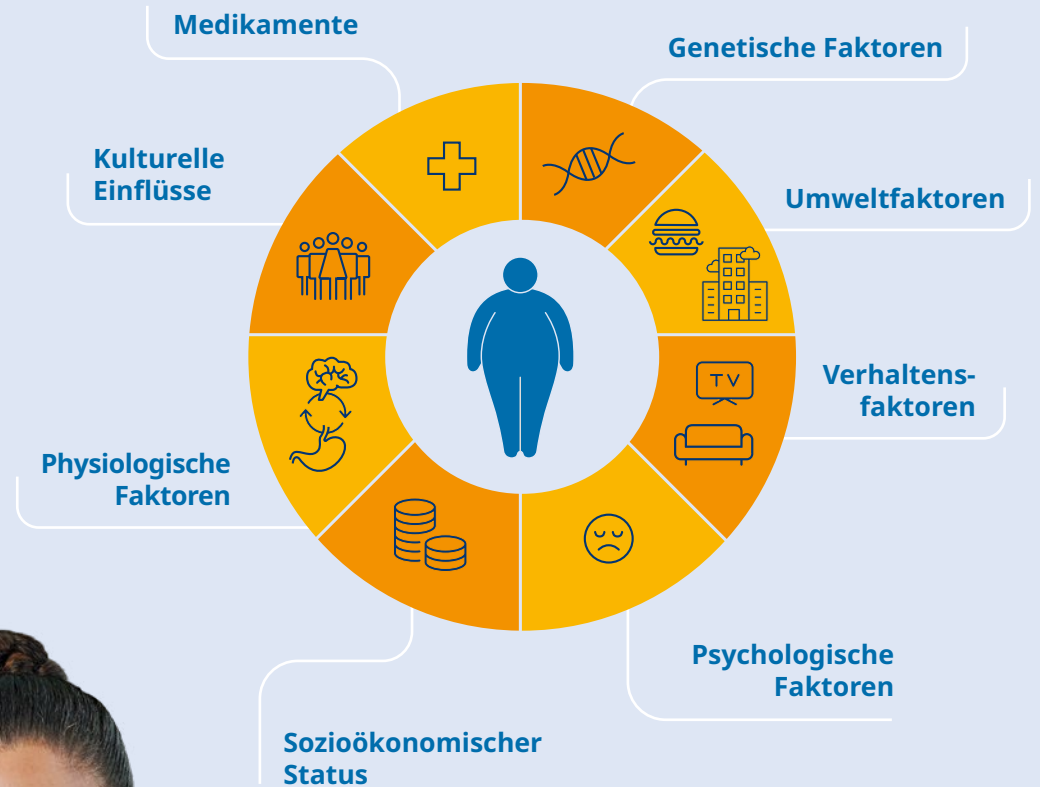 Medikamente
Genetische Faktoren
Kulturelle
Einflüsse
Umweltfaktoren
TV
Verhaltens-
faktoren
Physiologische
Faktoren
Psychologische
Faktoren
Sozioökonomischer
Status